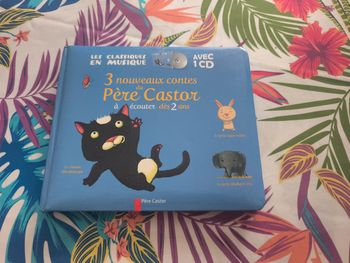 LES CLASSIQUES
EN MUSIQUE
AVEC
1 CD
3 nouveaux contes
du
Père Castor
à écouter dès 2 ans
Père Castor